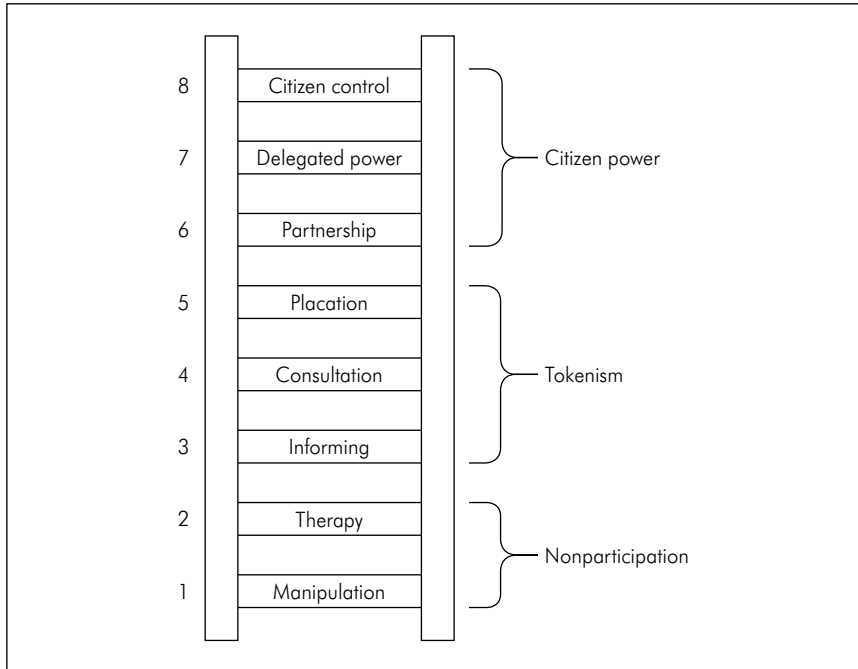 8 Citizen control
7 Delegated power
Citizen power
6 Partnership
5 Placation
4 Consultation
Tokenism
3 Informing
2 Therapy
Nonparticipation
1 Manipulation